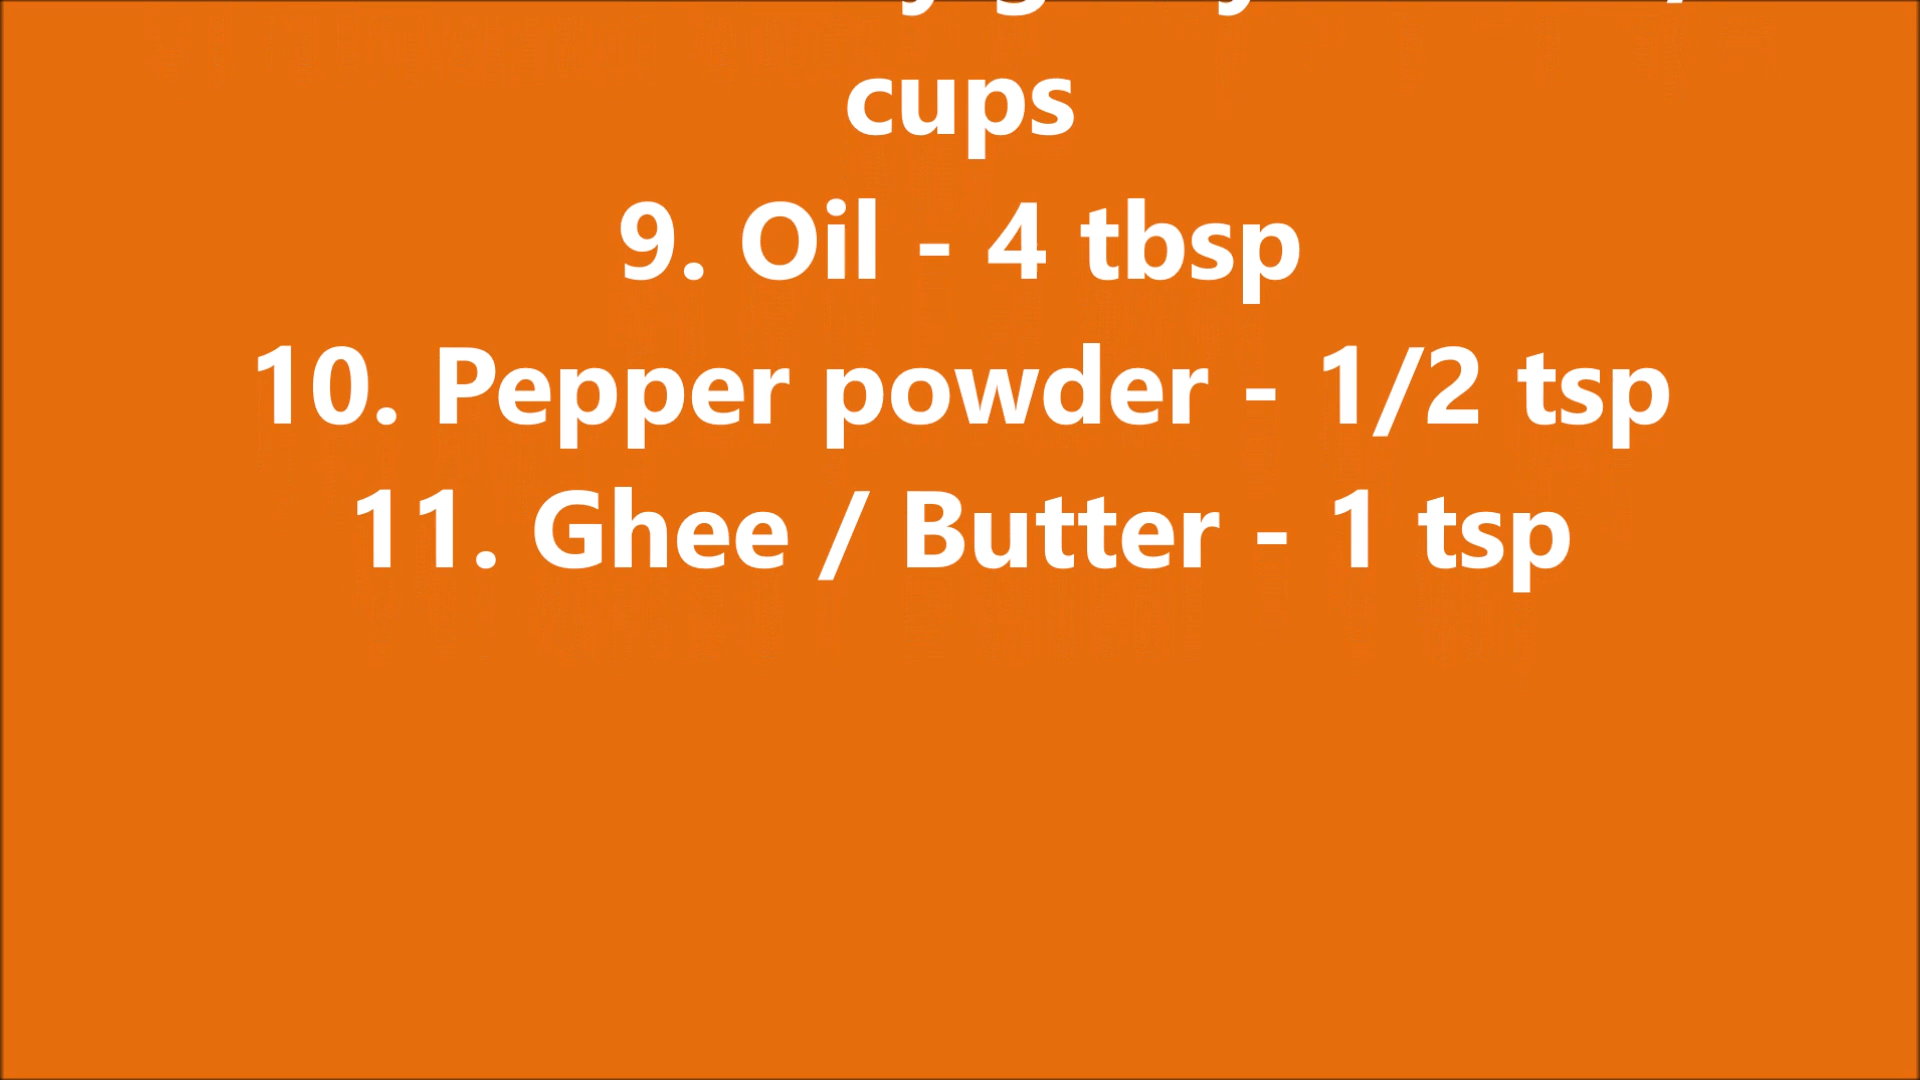 cups
9. Oil - 4 tbsp
10. Pepper powder - 1/2 tsp
11. Ghee / Butter - 1 tsp